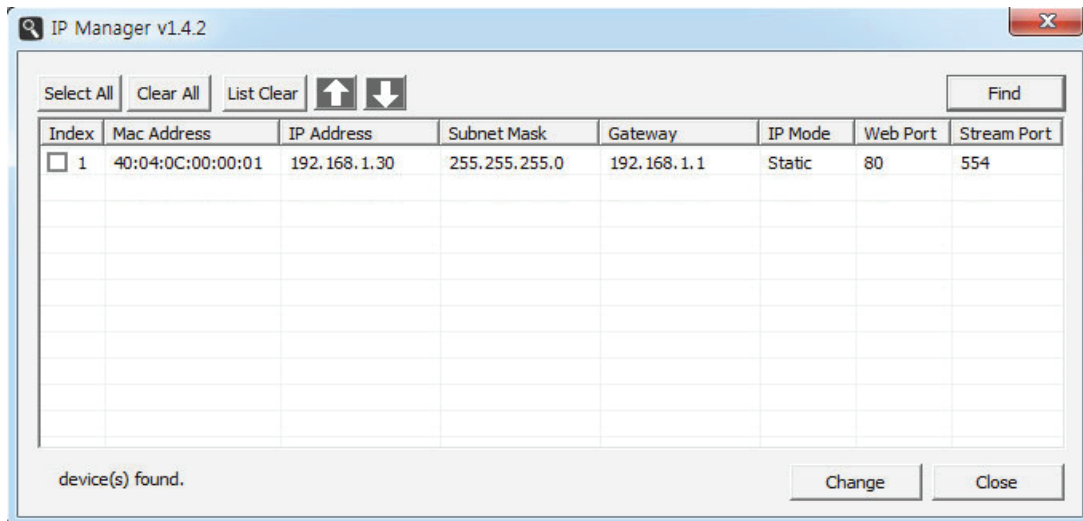 IP Manager v1.4.2
Select All Clear All List Clear Find
Index Mac Address IP Address Subnet Mask Gateway IP Mode Web Port Stream Port
1 40:04:0C:00:00:01 192.168.1.30 255.255.255.0 192.168.1.1 Static 80 554
device(s) found. Change Close